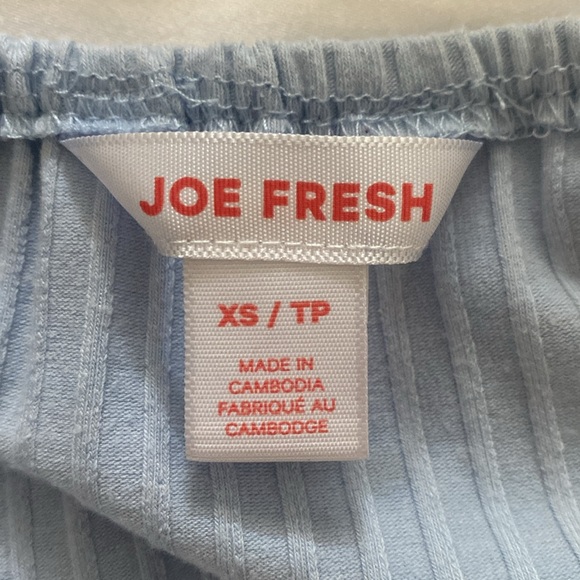 JOE FRESH
XS / TP
MADE IN
CAMBODIA
FABRIQUÉ AU
CAMBODGE